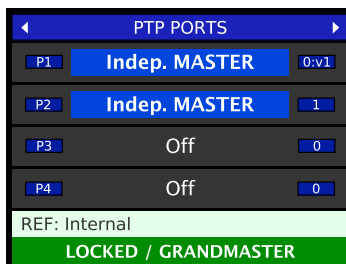 PTP PORTS
P1 Indep. MASTER 0:v1
P2 Indep. MASTER 1
P3 Off 0
P4 Off 0
REF: Internal
LOCKED / GRANDMASTER